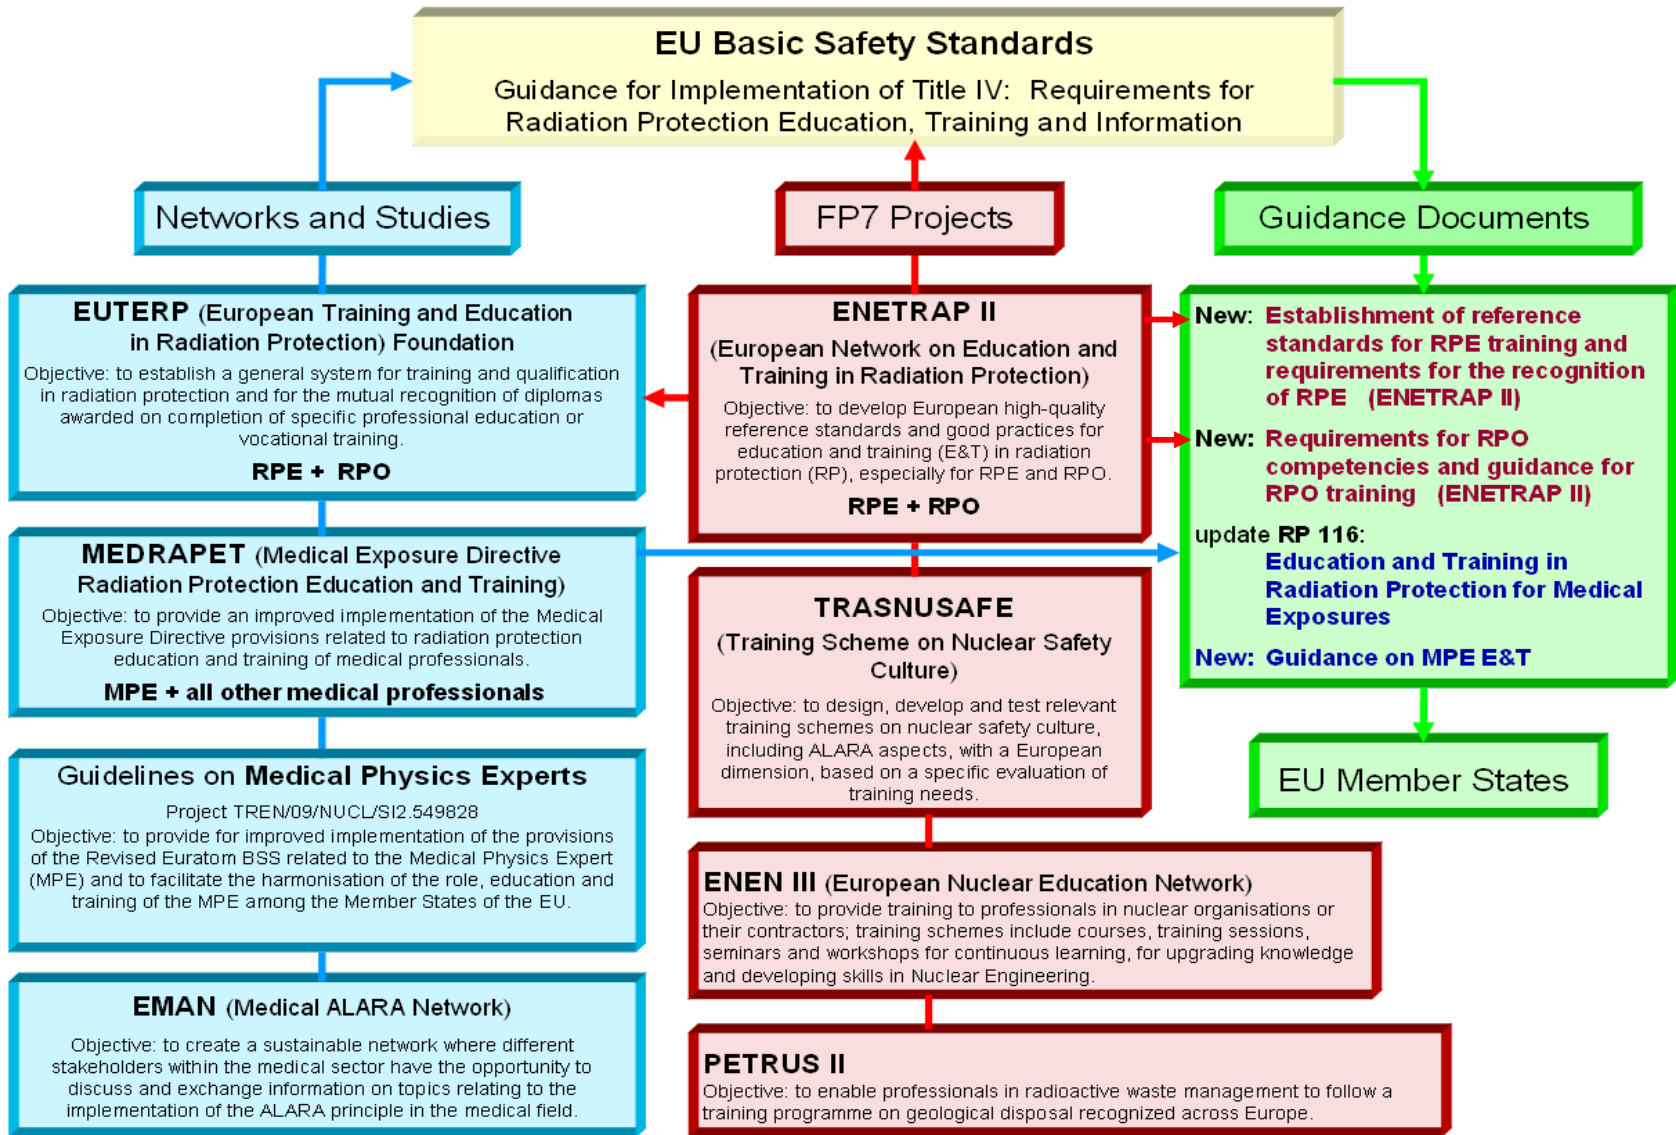 EU Basic Safety Standards
Guidance for Implementation of Title IV: Requirements for
Radiation Protection Education, Training and Information
Networks and Studies
EUTERP (European Training and Education
in Radiation Protection) Foundation
Objective: to establish a general system for training and qualification
in radiation protection and for the mutual recognition of diplomas
awarded on completion of specific professional education or
vocational training.
RPE + RPO
MEDRAPET (Medical Exposure Directive
Radiation Protection Education and Training)
Objective: to provide an improved implementation of the Medical
Exposure Directive provisions related to radiation protection
education and training of medical professionals.
MPE + all other medical professionals
Guidelines on Medical Physics Experts
Project TREN/09/NUCL/SI2.549828
Objective: to provide for improved implementation of the provisions
of the Revised Euratom BSS related to the Medical Physics Expert
(MPE) and to facilitate the harmonisation of the role, education and
training of the MPE among the Member States of the EU.
EMAN (Medical ALARA Network)
Objective: to create a sustainable network where different
stakeholders within the medical sector have the opportunity to
discuss and exchange information on topics relating to the
implementation of the ALARA principle in the medical field.
FP7 Projects
ENETRAP II
(European Network on Education and
Training in Radiation Protection)
Objective: to develop European high-quality
reference standards and good practices for
education and training (E&T) in radiation
protection (RP), especially for RPE and RPO.
RPE + RPO
TRASNUSAFE
(Training Scheme on Nuclear Safety
Culture)
Objective: to design, develop and test relevant
training schemes on nuclear safety culture,
including ALARA aspects, with a European
dimension, based on a specific evaluation of
training needs.
ENEN III (European Nuclear Education Network)
Objective: to provide training to professionals in nuclear organisations or
their contractors; training schemes include courses, training sessions,
seminars and workshops for continuous learning, for upgrading knowledge
and developing skills in Nuclear Engineering.
PETRUS II
Objective: to enable professionals in radioactive waste management to follow a
training programme on geological disposal recognized across Europe.
Guidance Documents
New: Establishment of reference
standards for RPE training and
requirements for the recognition
of RPE (ENETRAP II)
New: Requirements for RPO
competencies and guidance for
RPO training (ENETRAP II)
update RP 116:
Education and Training in
Radiation Protection for Medical
Exposures
New: Guidance on MPE E&T
EU Member States